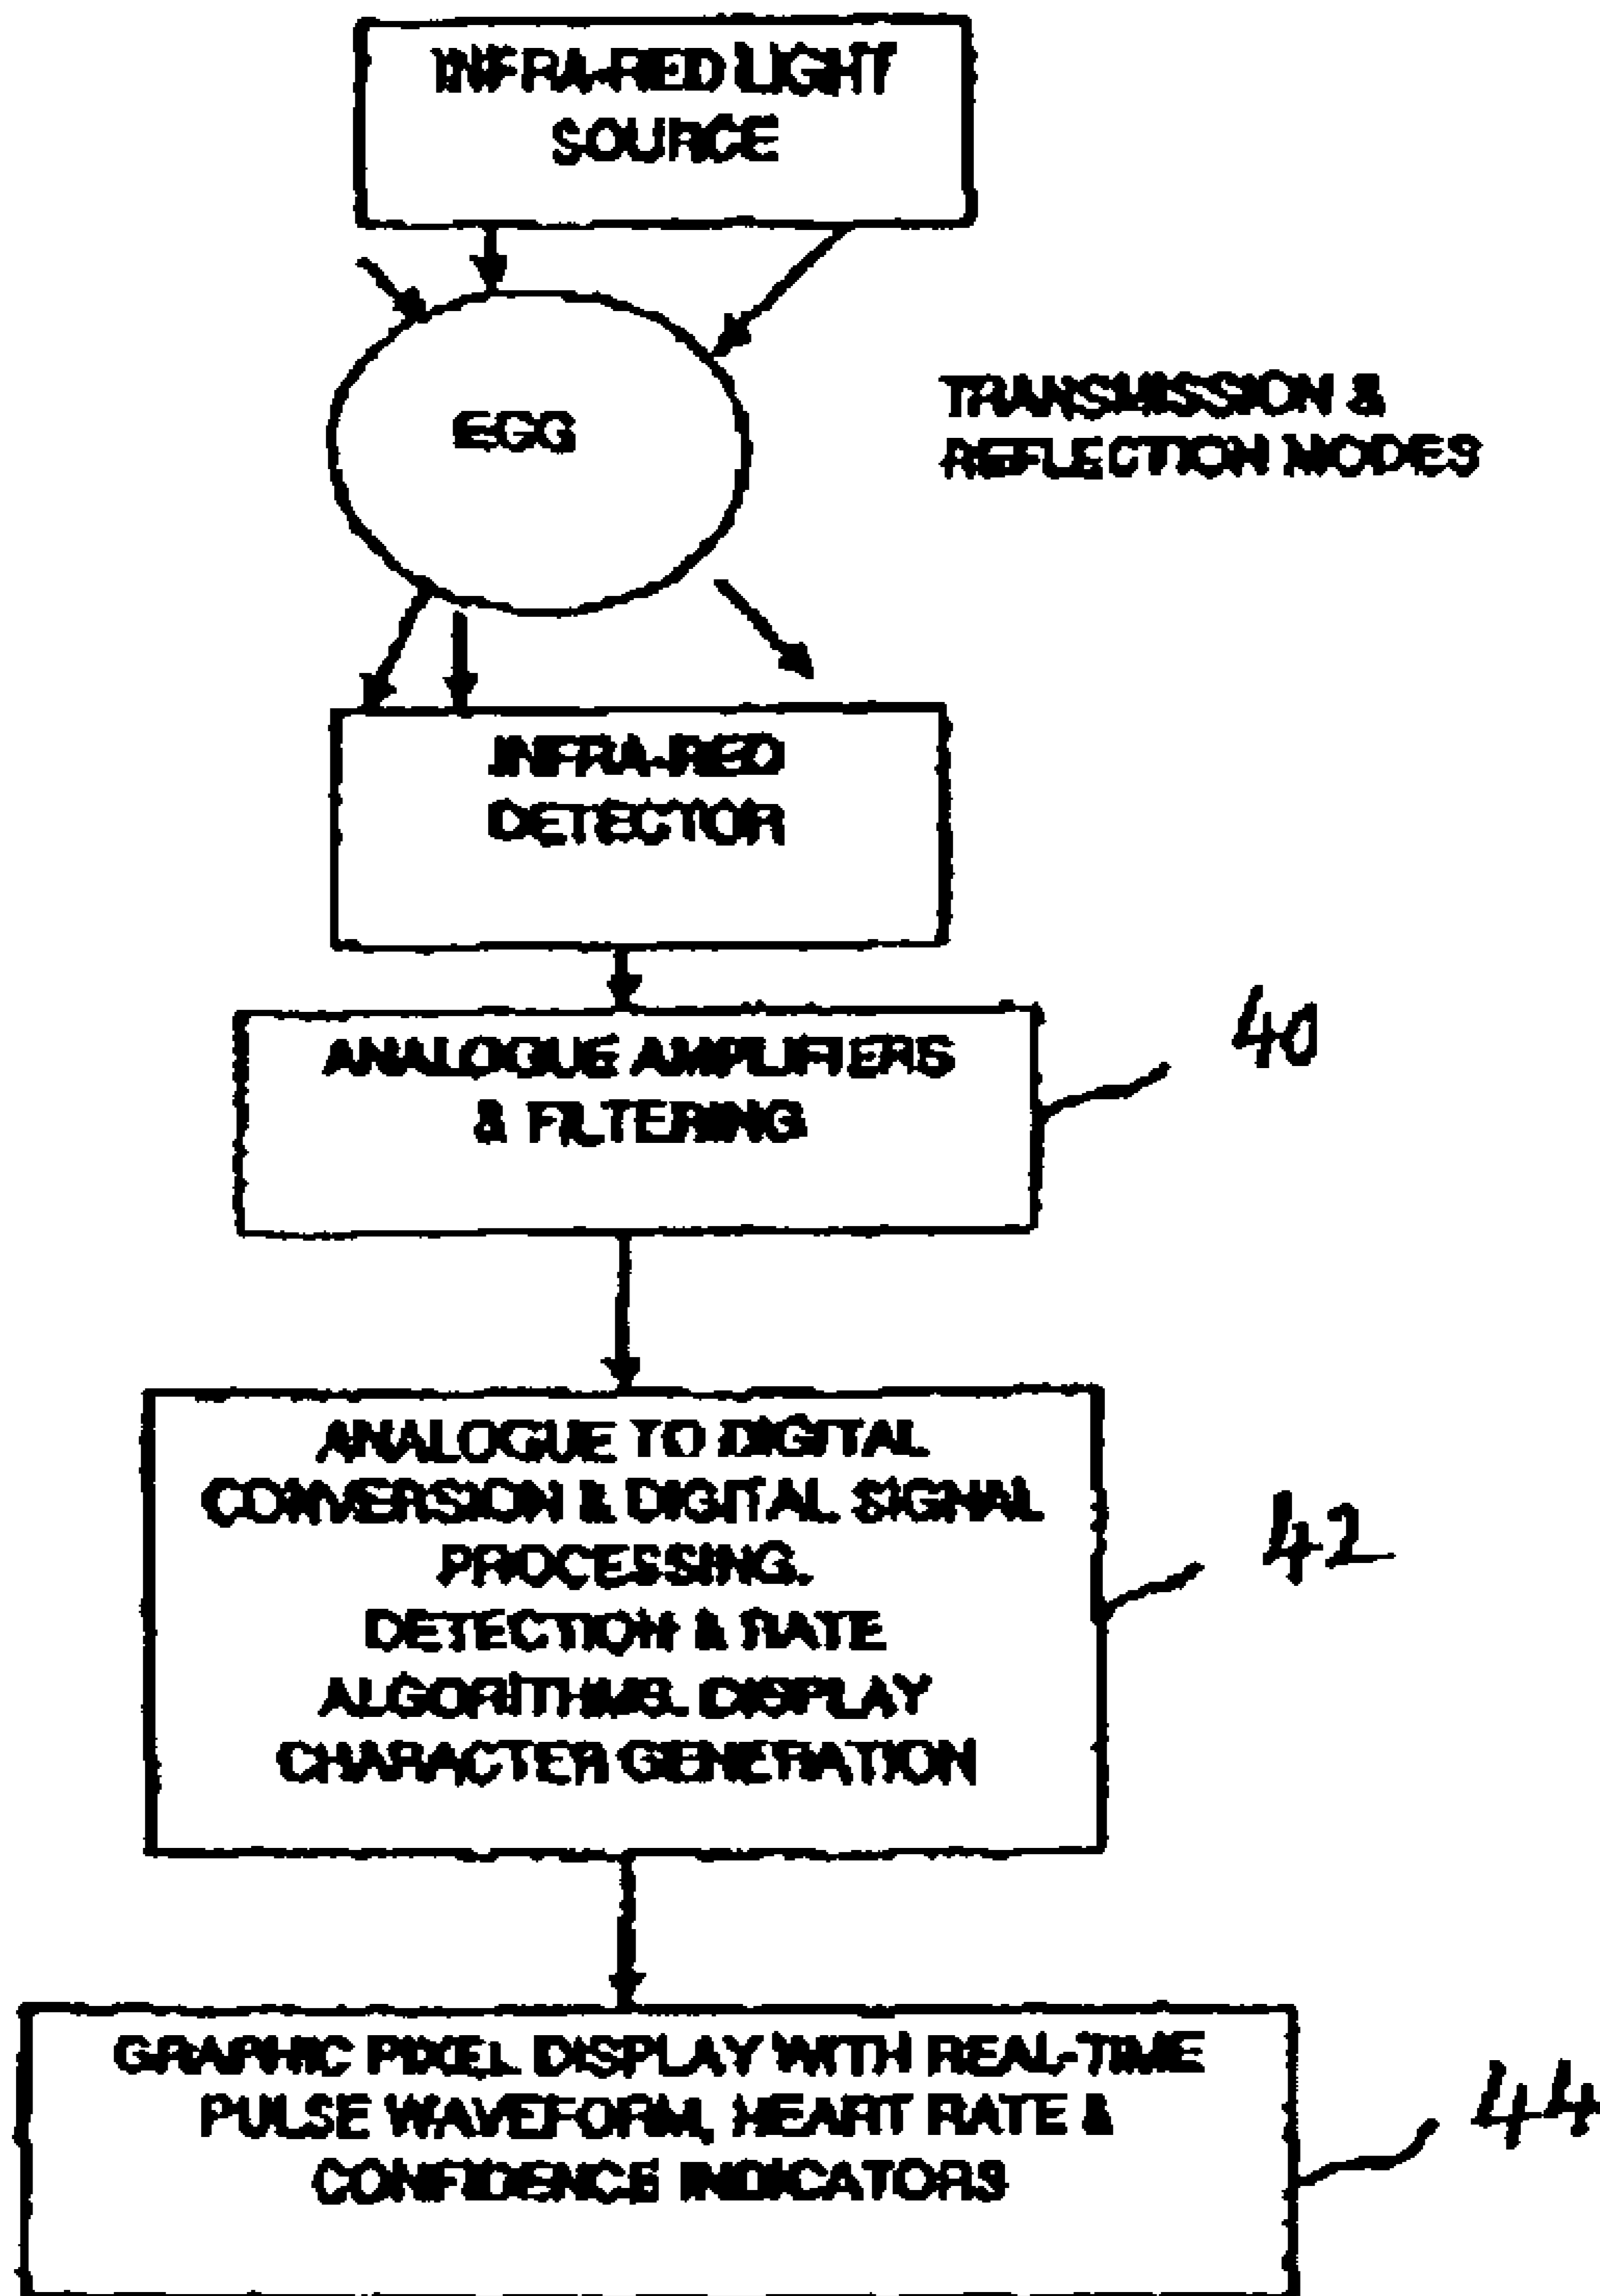 INFRA-RED LIGHT
SOURCE
EGG
TRANSMISSION &
REFLECTION MODES
INFRA-RED
DETECTOR
ANALOGUE AMPLIFIERS
& FILTERING
40
ANALOGUE TO DIGITAL
CONVERSION & DIGITAL SIGNAL
PROCESSING.
DETECTION & RATE
ALGORITHMS. DISPLAY
CHARACTER GENERATION
42
GRAPHIC PIXEL DISPLAY WITH REAL-TIME
PULSE WAVEFORM, HEART RATE &
CONFIDENCE INDICATORS
44